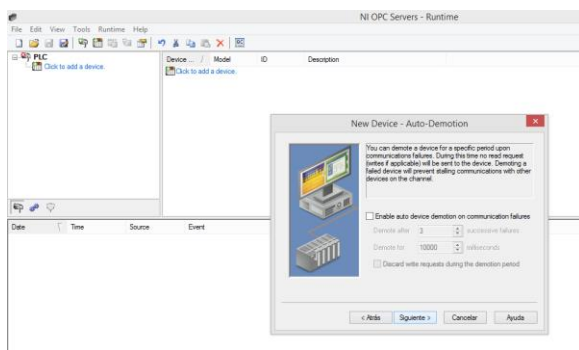 NI OPC Servers - Runtime
File Edit View Tools Runtime Help
PLC
Click to add a device.
Device ... / Model ID Description
Click to add a device.
New Device - Auto-Demotion
You can demote a device for a specific period upon
communications failures. During this time no read request
(writes if applicable) will be sent to the device. Demoting a
failed device will prevent stalling communications with other
devices on the channel.
Enable auto device demotion on communication failures
Demote after 3 successive failures
Demote for 10000 milliseconds
Discard write requests during the demotion period
< Atrás Siguiente > Cancelar Ayuda
Date Time Source Event